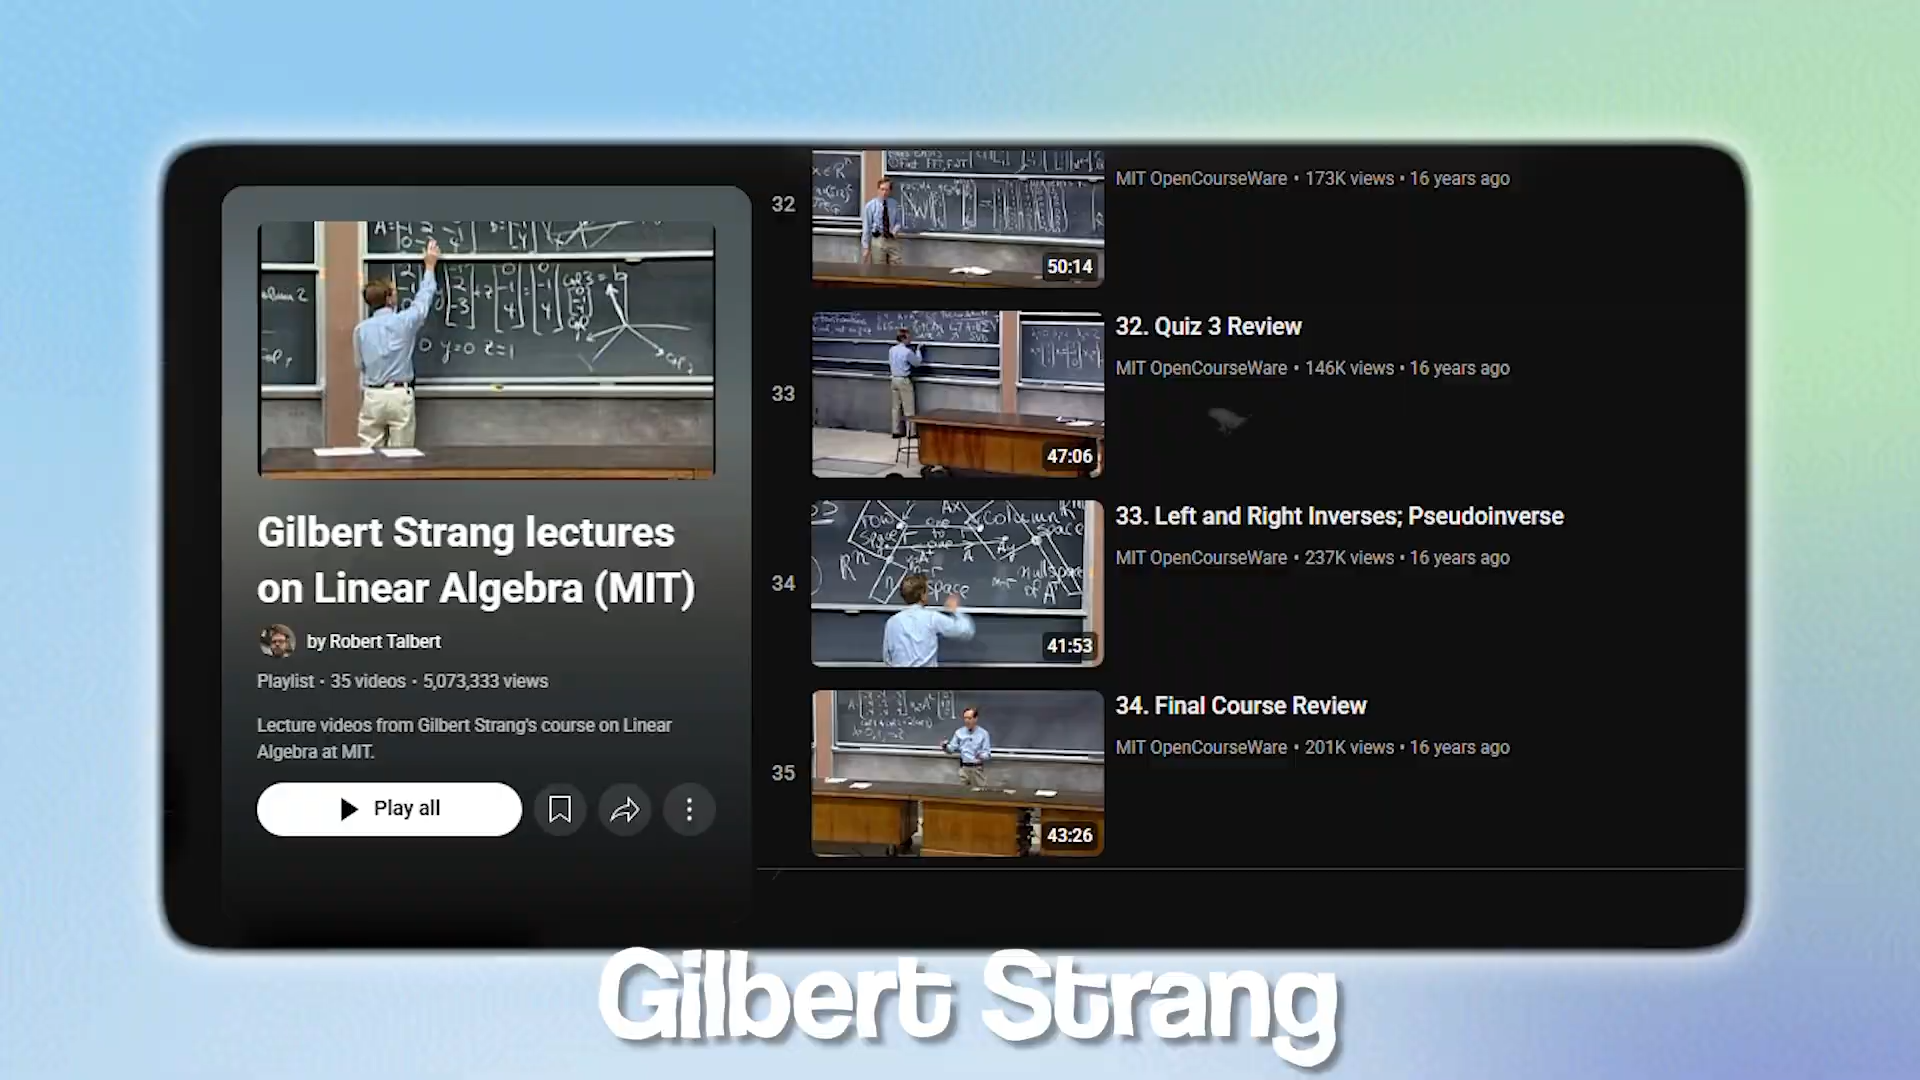 Gilbert Strang lectures
on Linear Algebra (MIT)
by Robert Talbert
Playlist • 35 videos • 5,073,333 views
Lecture videos from Gilbert Strang's course on Linear
Algebra at MIT.
Play all
32
50:14
MIT OpenCourseWare • 173K views • 16 years ago
33
47:06
32. Quiz 3 Review
MIT OpenCourseWare • 146K views • 16 years ago
34
41:53
33. Left and Right Inverses; Pseudoinverse
MIT OpenCourseWare • 237K views • 16 years ago
35
43:26
34. Final Course Review
MIT OpenCourseWare • 201K views • 16 years ago
Gilbert Strang